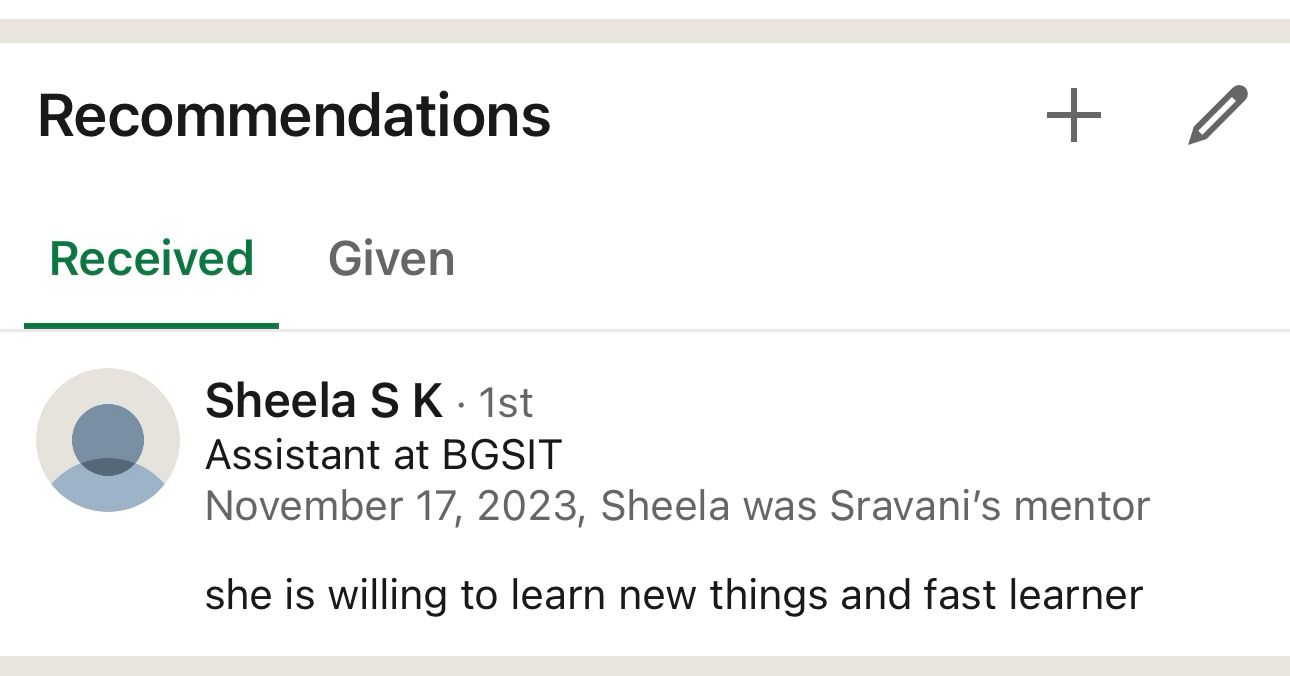 Recommendations
Received Given
Sheela S K · 1st
Assistant at BGSIT
November 17, 2023, Sheela was Sravani’s mentor
she is willing to learn new things and fast learner